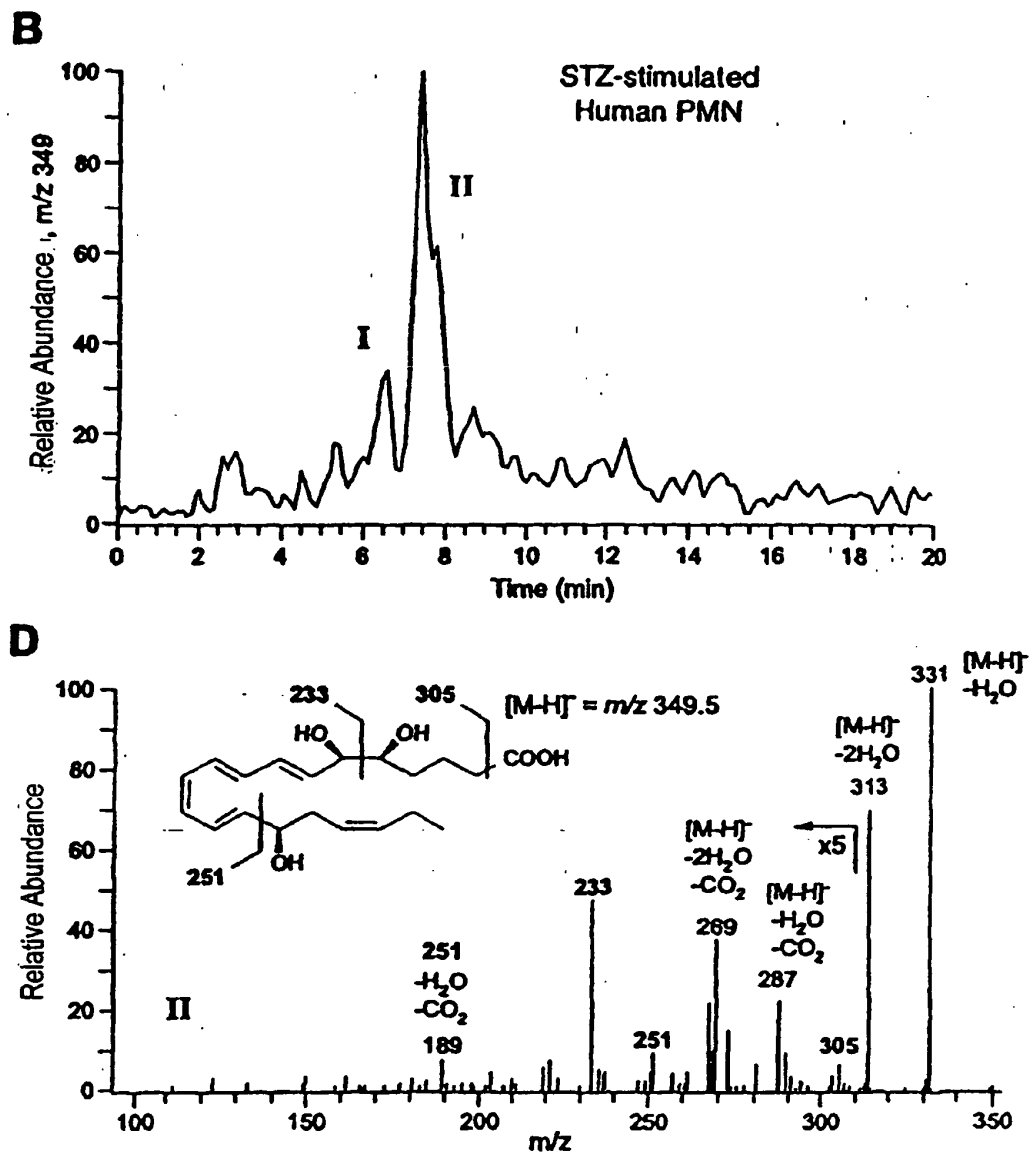 B
STZ-stimulated
Human PMN
Relative Abundance, m/z 349
100
80
60
40
20
0
I
II
0 2 4 6 8 10 12 14 16 18 20
Time (min)
D
Relative Abundance
100
80
60
40
20
0
233
305
[M-H]⁻ = m/z 349.5
HO
OH
COOH
OH
251
331
[M-H]⁻
-H₂O
[M-H]⁻
-2H₂O
313
x5
[M-H]⁻
-2H₂O
-CO₂
269
[M-H]⁻
-H₂O
-CO₂
287
233
251
-H₂O
-CO₂
189
251
305
II
100 150 200 250 300 350
m/z